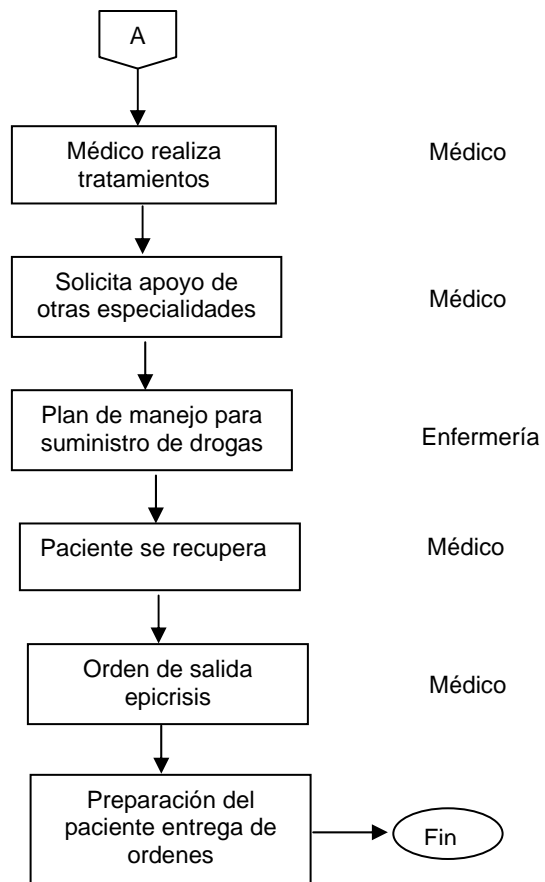 A
Médico realiza
tratamientos
Médico
Solicita apoyo de
otras especialidades
Médico
Plan de manejo para
suministro de drogas
Enfermería
Paciente se recupera
Médico
Orden de salida
epicrisis
Médico
Preparación del
paciente entrega de
ordenes
Fin